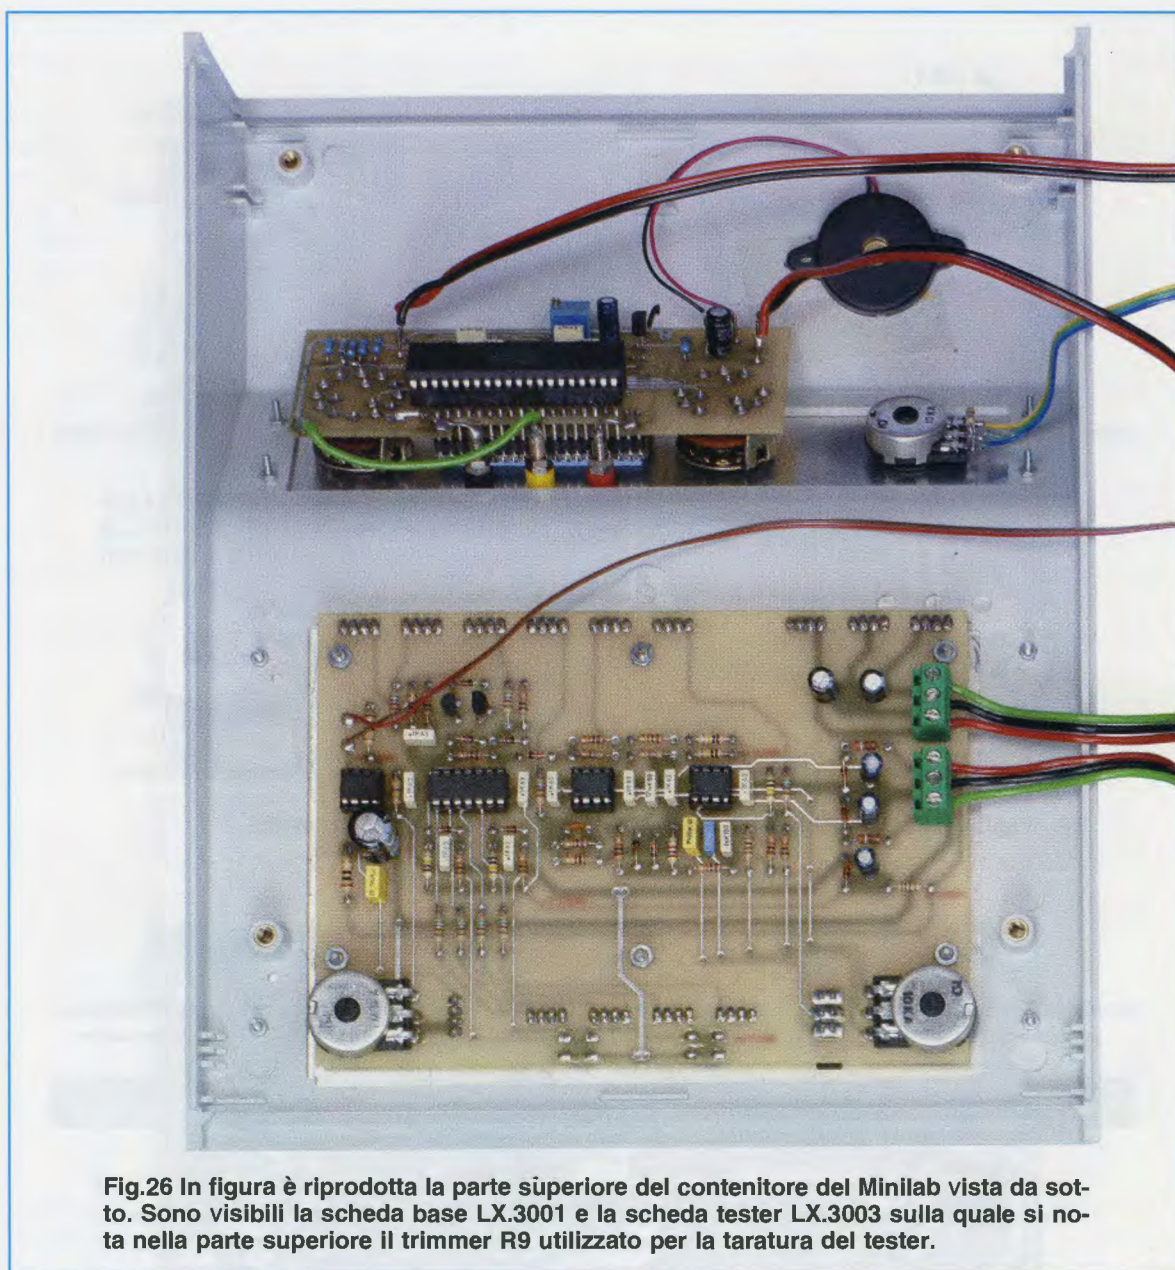 Fig.26 In figura è riprodotta la parte superiore del contenitore del Minilab vista da sot-
to. Sono visibili la scheda base LX.3001 e la scheda tester LX.3003 sulla quale si no-
ta nella parte superiore il trimmer R9 utilizzato per la taratura del tester.